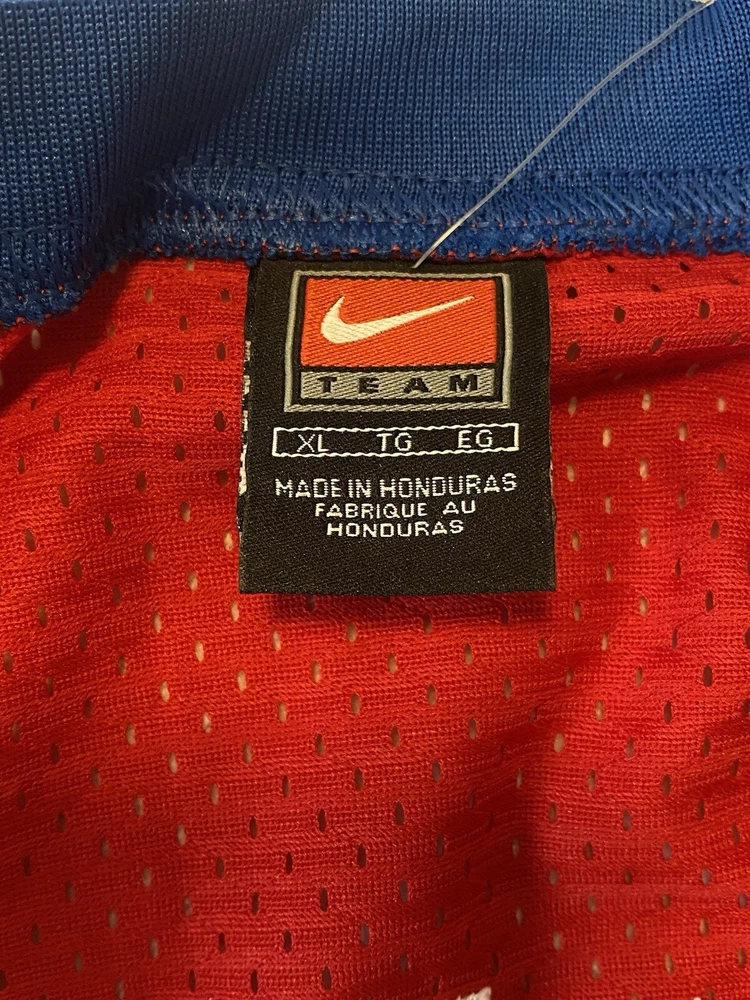 TEAM
XL TG EG
MADE IN HONDURAS
FABRIQUE AU
HONDURAS